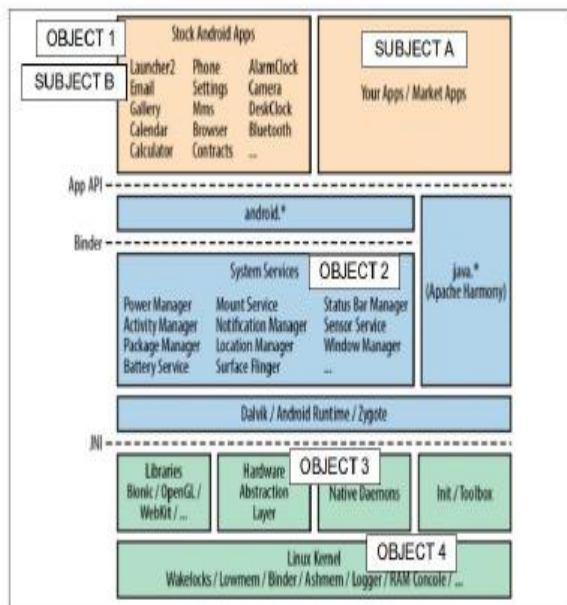 OBJECT 1
Stock Android Apps
SUBJECT A
SUBJECT B
Launcher2 Phone AlarmClock
Email Settings Camera
Gallery Mms DeskClock
Calendar Browser Bluetooth
Calculator Contracts ...
Your Apps / Market Apps
App API
android.*
Binder
System Services
OBJECT 2
java.*
(Apache Harmony)
Power Manager Mount Service Status Bar Manager
Activity Manager Notification Manager Sensor Service
Package Manager Location Manager Window Manager
Battery Service Surface Flinger ...
Dalvik / Android Runtime / Zygote
JNI
Libraries
Bionic / OpenGL /
WebKit / ...
Hardware
Abstraction
Layer
OBJECT 3
Native Daemons
Init / Toolbox
Linux Kernel
OBJECT 4
Wakelocks / Lowmem / Binder / Ashmem / Logger / RAM Concole / ...